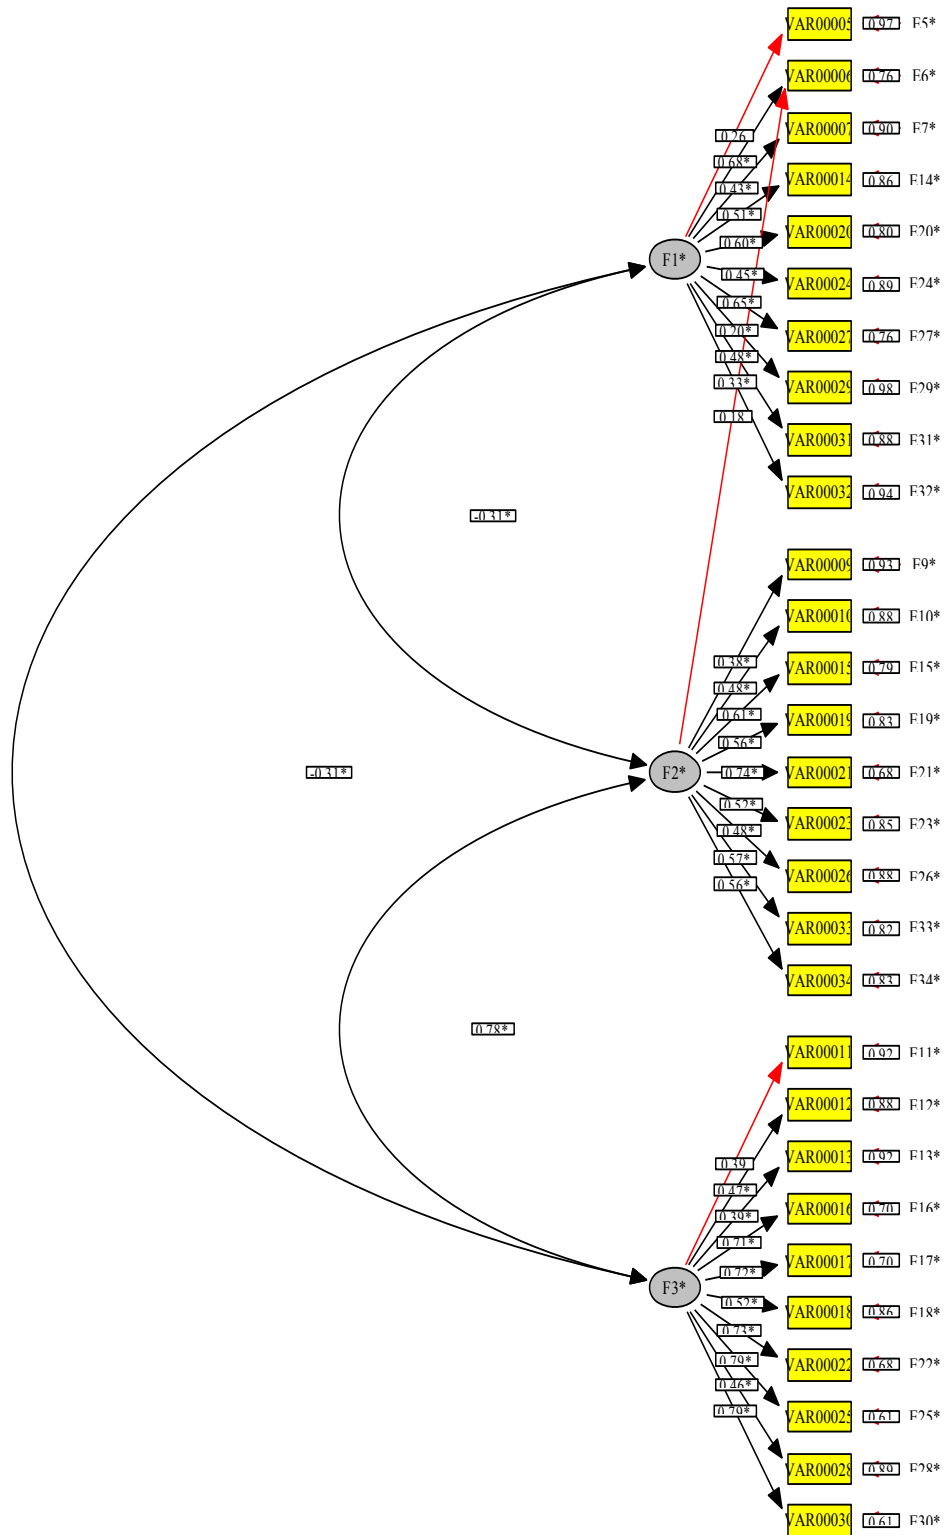 VAR00005 0.97 E5*
VAR00006 0.76 E6*
VAR00007 0.90 E7*
0.26
0.68*
VAR00014 0.86 E14*
0.43*
0.51*
VAR00020 0.80 E20*
0.60*
F1*
0.45*
VAR00024 0.89 E24*
0.65*
0.20*
VAR00027 0.76 E27*
0.48*
0.33*
VAR00029 0.98 E29*
0.18
VAR00031 0.88 E31*
VAR00032 0.94 E32*
-0.31*
VAR00009 0.93 E9*
VAR00010 0.88 E10*
0.38*
VAR00015 0.79 E15*
0.48*
0.61*
VAR00019 0.83 E19*
0.56*
-0.31*
F2*
0.74*
VAR00021 0.68 E21*
0.52*
VAR00023 0.85 E23*
0.48*
0.57*
VAR00026 0.88 E26*
0.56*
VAR00033 0.82 E33*
VAR00034 0.83 E34*
0.78*
VAR00011 0.92 E11*
VAR00012 0.88 E12*
VAR00013 0.92 E13*
0.39
0.47*
VAR00016 0.70 E16*
0.39*
0.71*
VAR00017 0.70 E17*
0.72*
F3*
0.52*
VAR00018 0.86 E18*
0.73*
VAR00022 0.68 E22*
0.79*
0.46*
VAR00025 0.61 E25*
0.79*
VAR00028 0.89 E28*
VAR00030 0.61 E30*